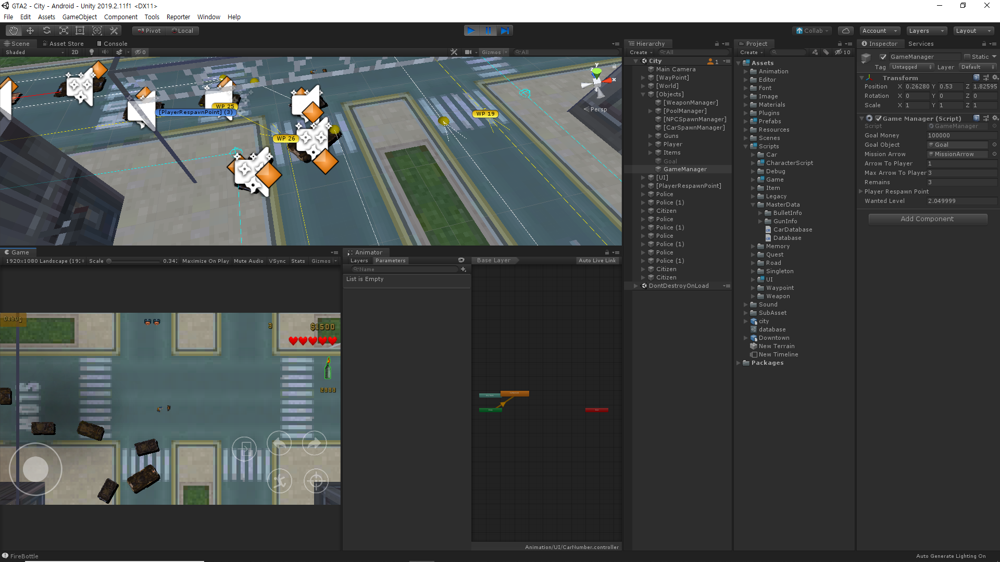 GTA2 - City - Android - Unity 2019.2.11f1 <DX11>
File Edit Assets GameObject Component Tools Reporter Window Help
Pivot Local
Collab Account Layers Layout
Scene Asset Store Console
Shaded 2D 0 Gizmos All
WP 25
[PlayerRespawnPoint] (3)
WP 26
WP 19
y
z
x
Persp
Game
1920x1080 Landscape (19: Scale 0.34: Maximize On Play Mute Audio VSync Stats Gizmos
Debug
3
$1500
2993
Animator
Layers Parameters Base Layer Auto Live Link
Name
List is Empty
Animation/UI/CarNumber.controller
Hierarchy
Create All
City 1
Main Camera
[WayPoint]
[World]
[Objects]
[WeaponManager]
[PoolManager]
[NPCSpawnManager]
[CarSpawnManager]
Guns
Player
Items
Goal
GameManager
[UI]
[PlayerRespawnPoint]
Police
Police (1)
Citizen
Police
Police (1)
Police
Police (1)
Police
Police (1)
Citizen
Citizen
DontDestroyOnLoad
Project
Create 10
Assets
Animation
Editor
Font
Image
Materials
Plugins
Prefabs
Resources
Scenes
Scripts
Car
CharacterScript
Debug
Game
Item
Legacy
MasterData
BulletInfo
GunInfo
CarDatabase
Database
Memory
Quest
Road
Singleton
UI
Waypoint
Weapon
Sound
SubAsset
city
database
Downtown
New Terrain
New Timeline
Packages
Inspector Services
GameManager Static
Tag Untagged Layer Default
Transform
Position X 0.26280 Y 0.53 Z 1.82595
Rotation X 0 Y 0 Z 0
Scale X 1 Y 1 Z 1
Game Manager (Script)
Script GameManager
Goal Money 100000
Goal Object Goal
Mission Arrow MissionArrow
Arrow To Player 1
Max Arrow To Player 3
Remains 3
Player Respawn Point
Wanted Level 2.049999
Add Component
FireBottle
Auto Generate Lighting On